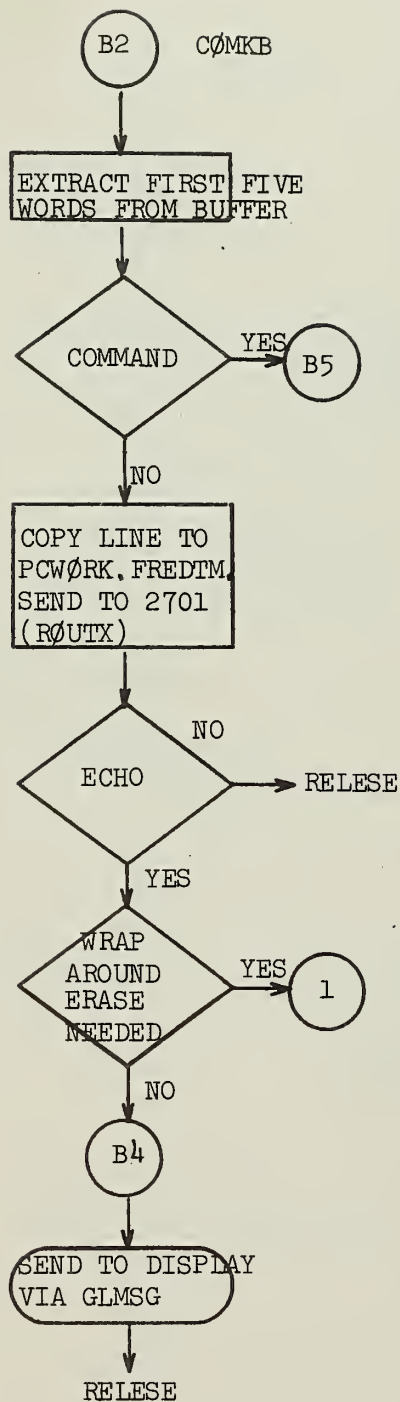 B2 CØMKB
EXTRACT FIRST FIVE
WORDS FROM BUFFER
COMMAND
YES
B5
NO
COPY LINE TO
PCWØRK.FREDTM.
SEND TO 2701
(RØUTX)
NO
ECHO
RELESE
YES
WRAP
AROUND
ERASE
NEEDED
YES
1
NO
B4
SEND TO DISPLAY
VIA GLMSG
RELESE